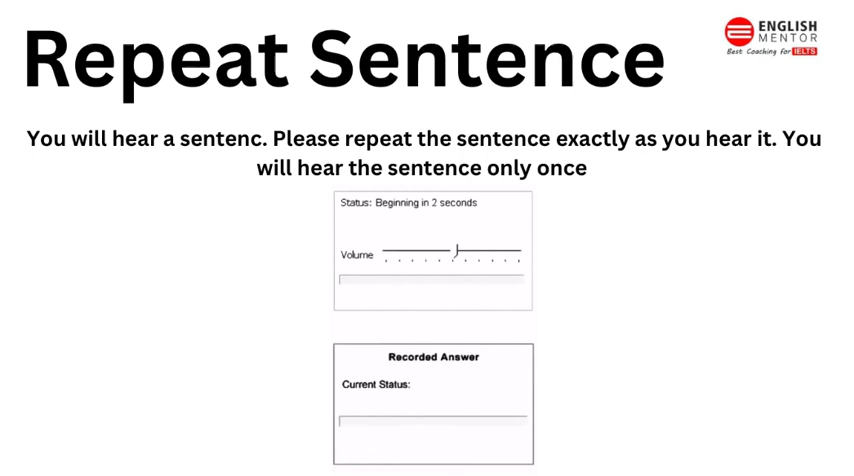 Repeat Sentence
ENGLISH
MENTOR
Best Coaching for IELTS
You will hear a sentenc. Please repeat the sentence exactly as you hear it. You
will hear the sentence only once
Status: Beginning in 2 seconds
Volume
Recorded Answer
Current Status: